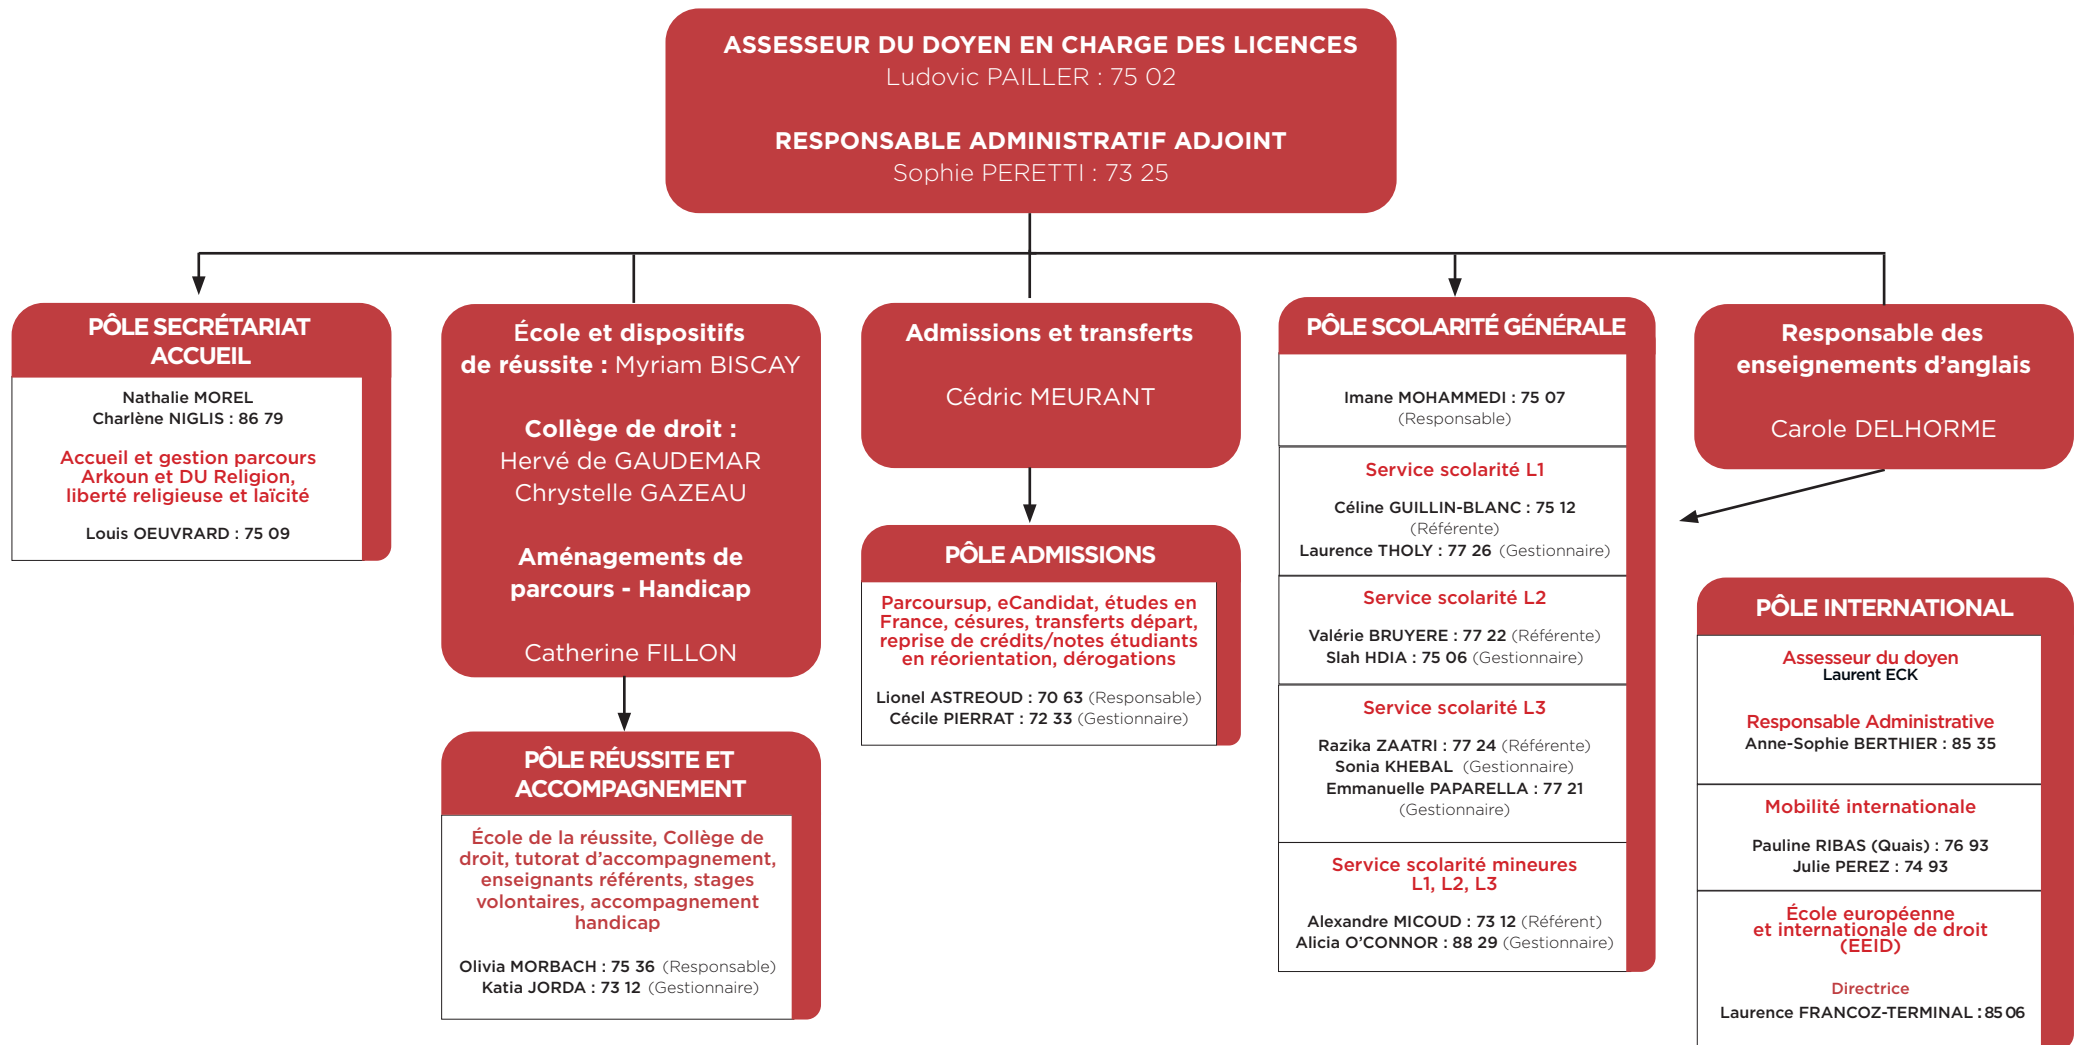 ASSESSEUR DU DOYEN EN CHARGE DES LICENCES
Ludovic PAILLER : 75 02
RESPONSABLE ADMINISTRATIF ADJOINT
Sophie PERETTI : 73 25
PÔLE SECRÉTARIAT
ACCUEIL
Nathalie MOREL
Charlène NIGLIS : 86 79
Accueil et gestion parcours
Arkoun et DU Religion,
liberté religieuse et laïcité
Louis OEUVRARD : 75 09
École et dispositifs
de réussite : Myriam BISCAY
Collège de droit :
Hervé de GAUDEMAR
Chrystelle GAZEAU
Aménagements de
parcours - Handicap
Catherine FILLON
PÔLE RÉUSSITE ET
ACCOMPAGNEMENT
École de la réussite, Collège de
droit, tutorat d’accompagnement,
enseignants référents, stages
volontaires, accompagnement
handicap
Olivia MORBACH : 75 36 (Responsable)
Katia JORDA : 73 12 (Gestionnaire)
Admissions et transferts
Cédric MEURANT
PÔLE ADMISSIONS
Parcoursup, eCandidat, études en
France, césures, transferts départ,
reprise de crédits/notes étudiants
en réorientation, dérogations
Lionel ASTREOUD : 70 63 (Responsable)
Cécile PIERRAT : 72 33 (Gestionnaire)
PÔLE SCOLARITÉ GÉNÉRALE
Imane MOHAMMEDI : 75 07
(Responsable)
Service scolarité L1
Céline GUILLIN-BLANC : 75 12
(Référente)
Laurence THOLY : 77 26 (Gestionnaire)
Service scolarité L2
Valérie BRUYERE : 77 22 (Référente)
Slah HDIA : 75 06 (Gestionnaire)
Service scolarité L3
Razika ZAATRI : 77 24 (Référente)
Sonia KHEBAL (Gestionnaire)
Emmanuelle PAPARELLA : 77 21
(Gestionnaire)
Service scolarité mineures
L1, L2, L3
Alexandre MICOUD : 73 12 (Référent)
Alicia O’CONNOR : 88 29 (Gestionnaire)
Responsable des
enseignements d’anglais
Carole DELHORME
PÔLE INTERNATIONAL
Assesseur du doyen
Laurent ECK
Responsable Administrative
Anne-Sophie BERTHIER : 85 35
Mobilité internationale
Pauline RIBAS (Quais) : 76 93
Julie PEREZ : 74 93
École européenne
et internationale de droit
(EEID)
Directrice
Laurence FRANCOZ-TERMINAL : 85 06